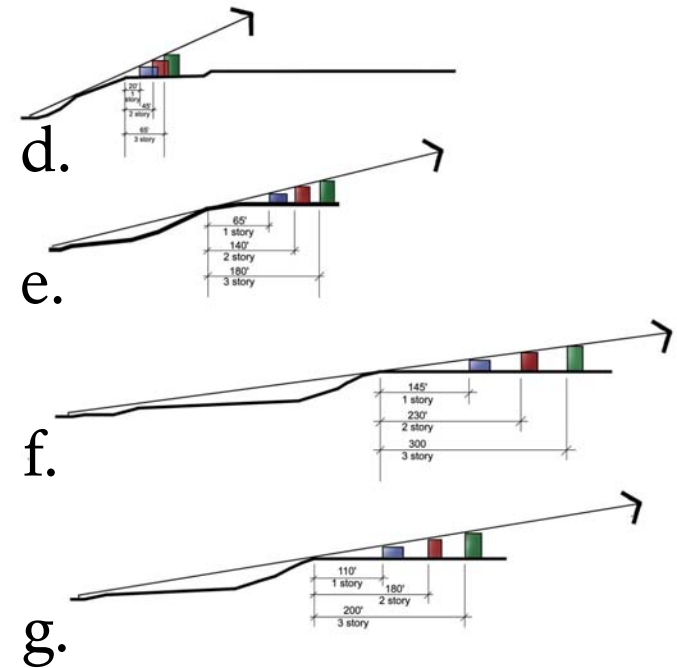 20'
1
story
45'
2 story
65'
3 story
d.
65'
1 story
140'
2 story
180'
3 story
e.
145'
1 story
230'
2 story
300
3 story
f.
110'
1 story
180'
2 story
200'
3 story
g.